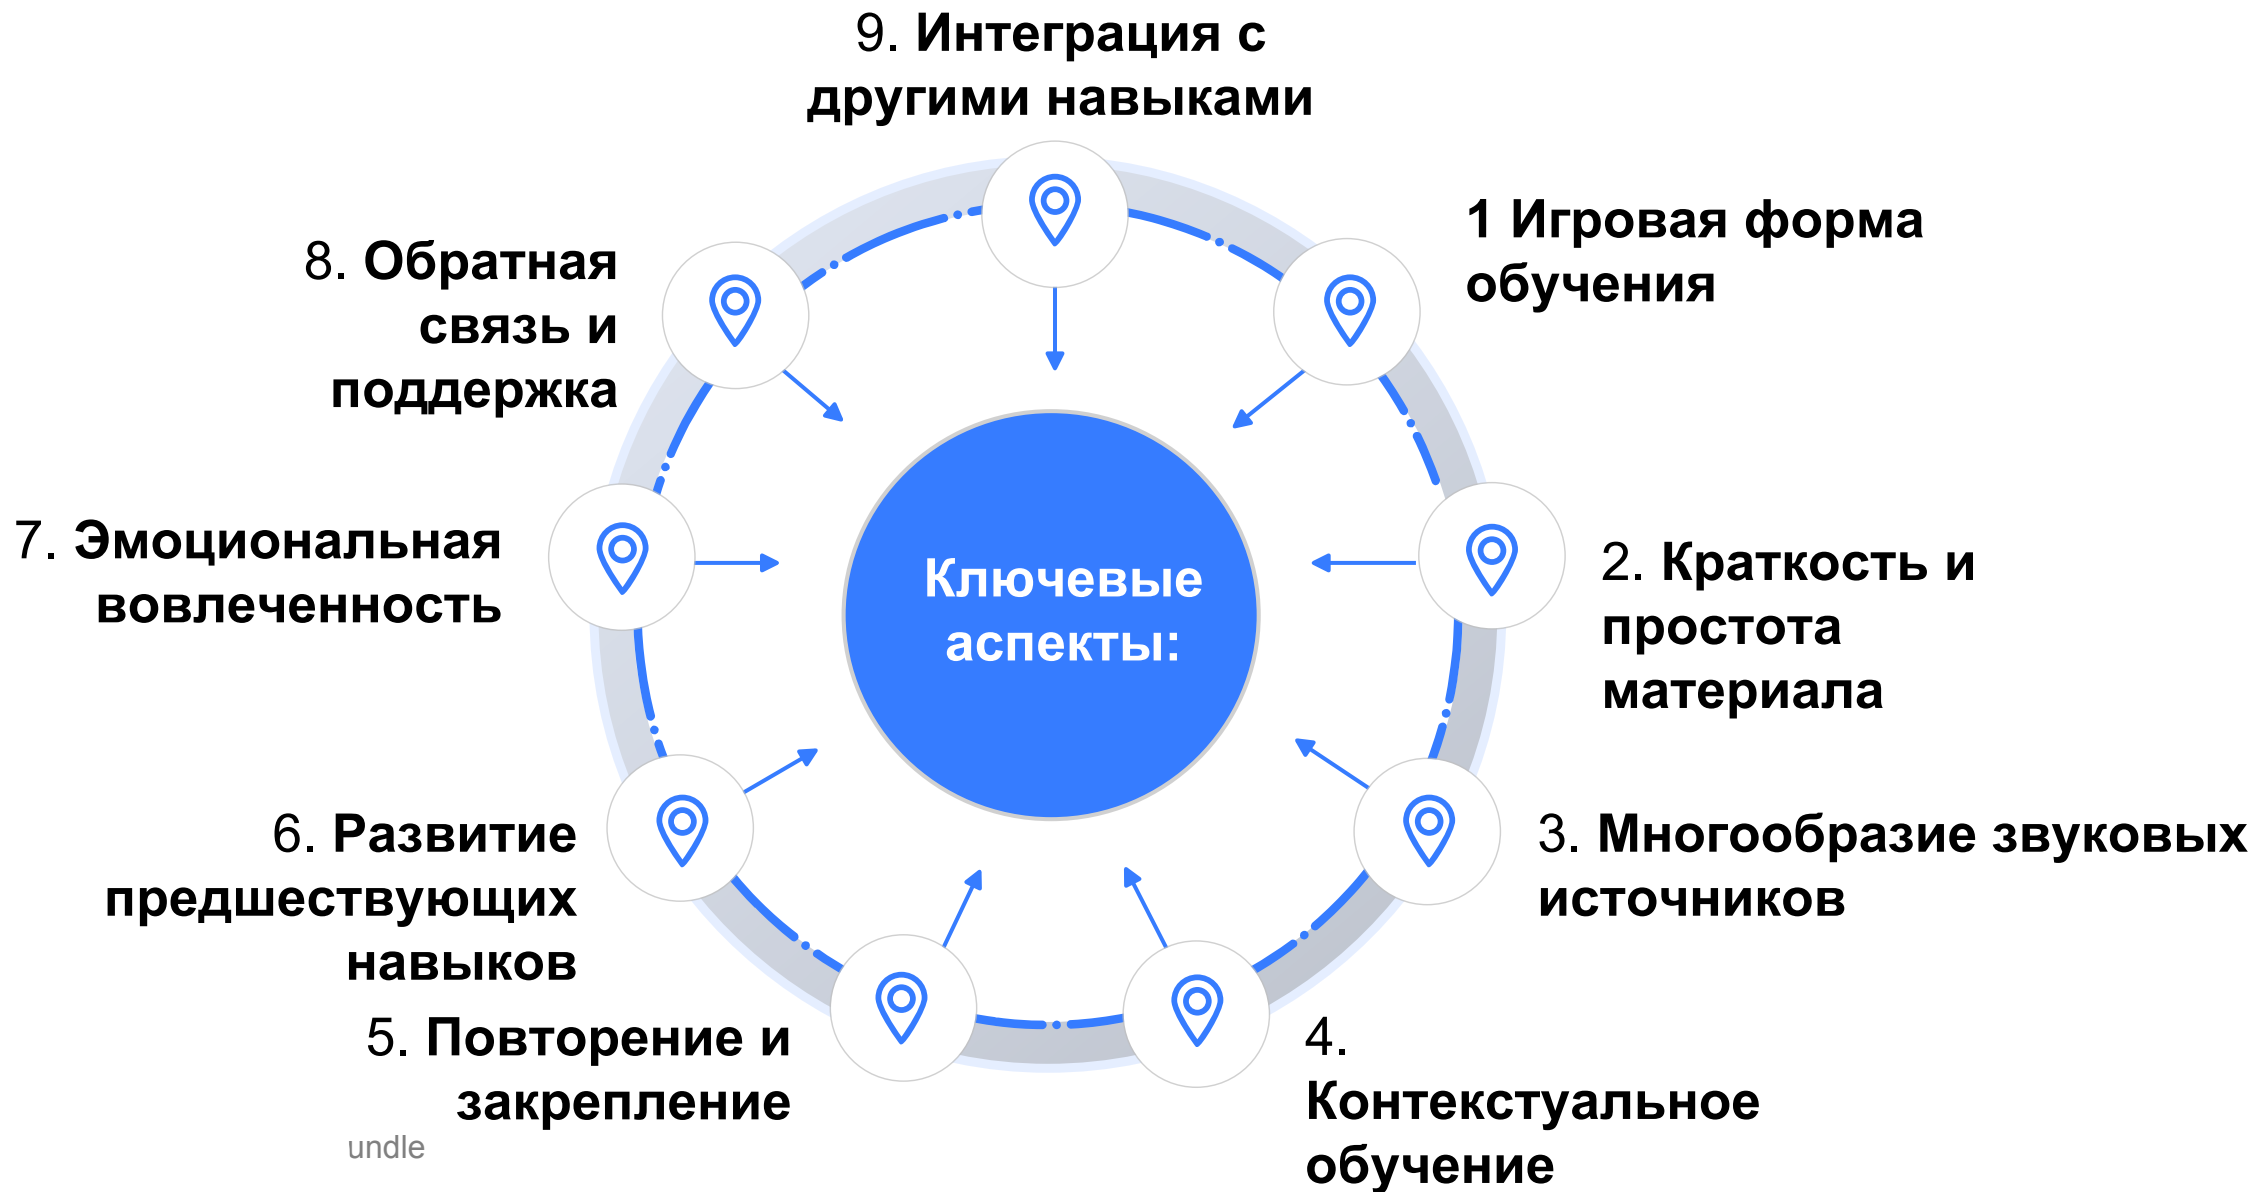 9. Интеграция с
другими навыками
1 Игровая форма
обучения
8. Обратная
связь и
поддержка
7. Эмоциональная
вовлеченность
Ключевые
аспекты:
2. Краткость и
простота
материала
6. Развитие
предшествующих
навыков
3. Многообразие звуковых
источников
5. Повторение и
закрепление
4.
Контекстуальное
обучение
undle